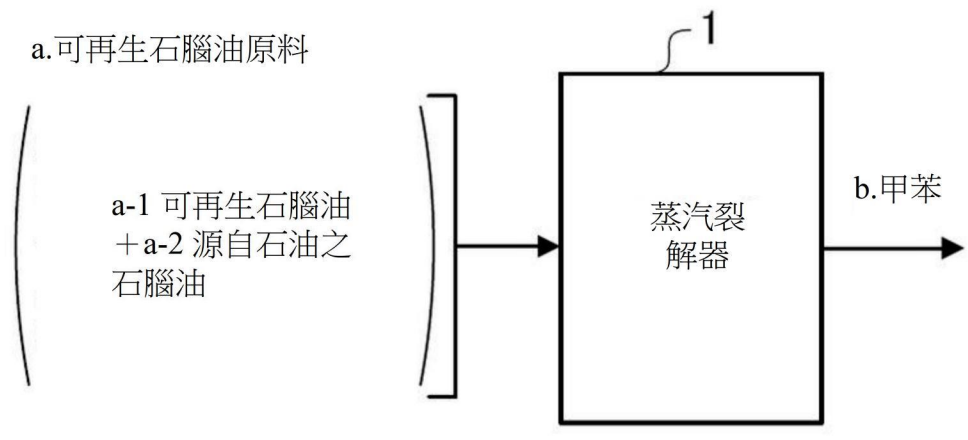 1
a.可再生石腦油原料
a-1 可再生石腦油
＋a-2 源自石油之
石腦油
蒸汽裂
解器
b.甲苯